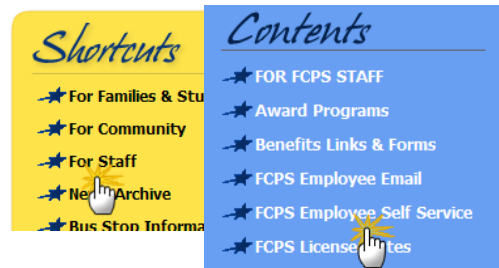 Shortcuts
For Families & Stu
For Community
For Staff
Archive
Bus Stop Informa
Contents
FOR FCPS STAFF
Award Programs
Benefits Links & Forms
FCPS Employee Email
FCPS Employee Self Service
FCPS License